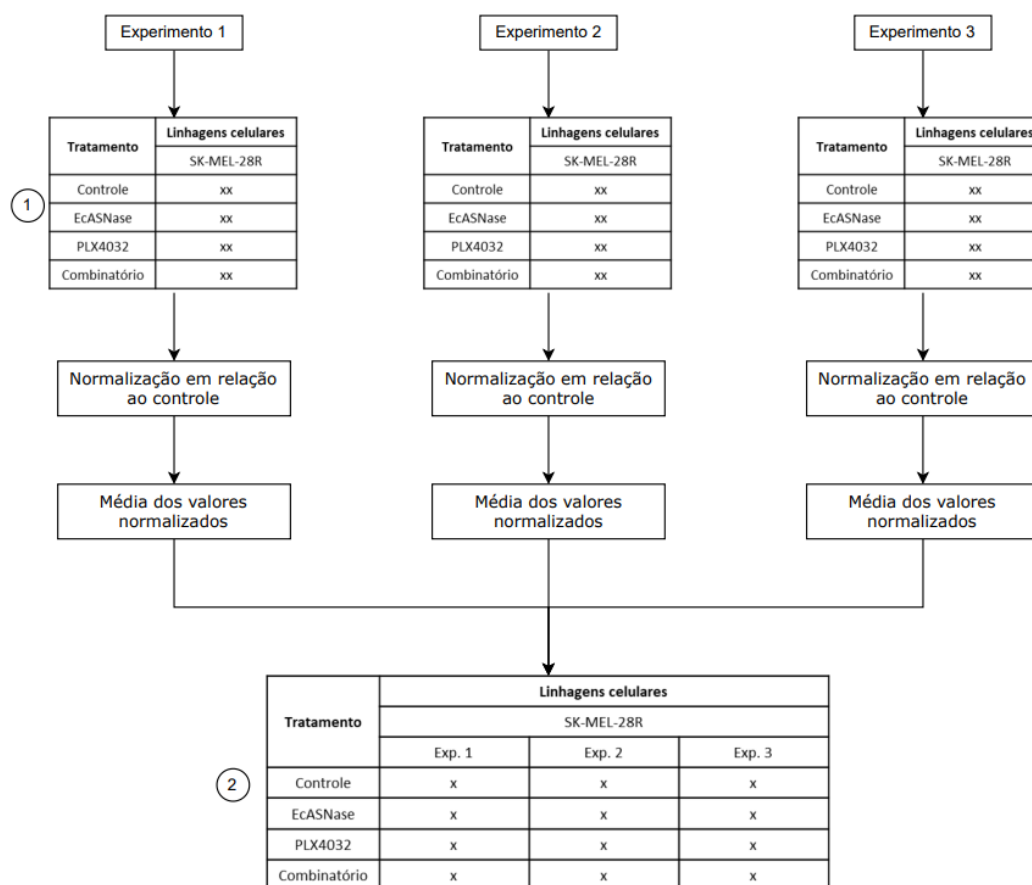 Experimento 1
Experimento 2
Experimento 3
Tratamento
Linhagens celulares
SK-MEL-28R
Controle xx
EcASNase xx
PLX4032 xx
Combinatório xx
Tratamento
Linhagens celulares
SK-MEL-28R
Controle xx
EcASNase xx
PLX4032 xx
Combinatório xx
Tratamento
Linhagens celulares
SK-MEL-28R
Controle xx
EcASNase xx
PLX4032 xx
Combinatório xx
1
Normalização em relação
ao controle
Normalização em relação
ao controle
Normalização em relação
ao controle
Média dos valores
normalizados
Média dos valores
normalizados
Média dos valores
normalizados
2
Tratamento
Linhagens celulares
SK-MEL-28R
Exp. 1 Exp. 2 Exp. 3
Controle x x x
EcASNase x x x
PLX4032 x x x
Combinatório x x x